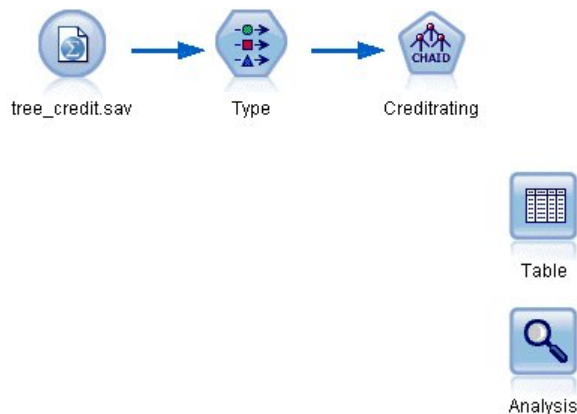 tree_credit.sav
Type
CHAID
Creditrating
Table
Analysis